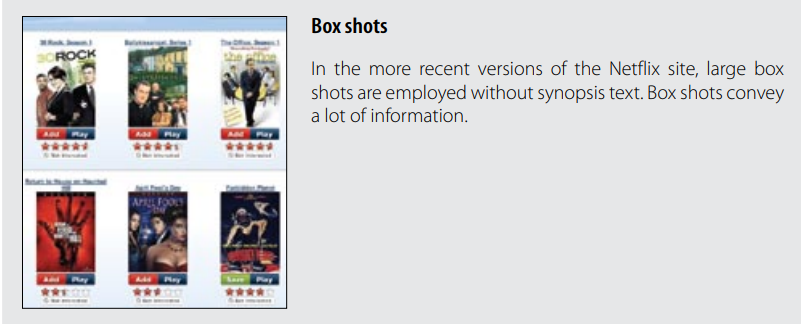 Box shots
In the more recent versions of the Netflix site, large box
shots are employed without synopsis text. Box shots convey
a lot of information.
30 Rock, Season 1
Ballykissangel, Series 1
The Office, Season 1
30 ROCK
the office
Add Play
Add Play
Add Play
Not Interested
Not Interested
Not Interested
Return to House on Haunted
Hill
April Fool's Day
Forbidden Planet
APRIL FOOL'S
DAY
Add Play
Add Play
Save Play
Not Interested
Not Interested
Not Interested